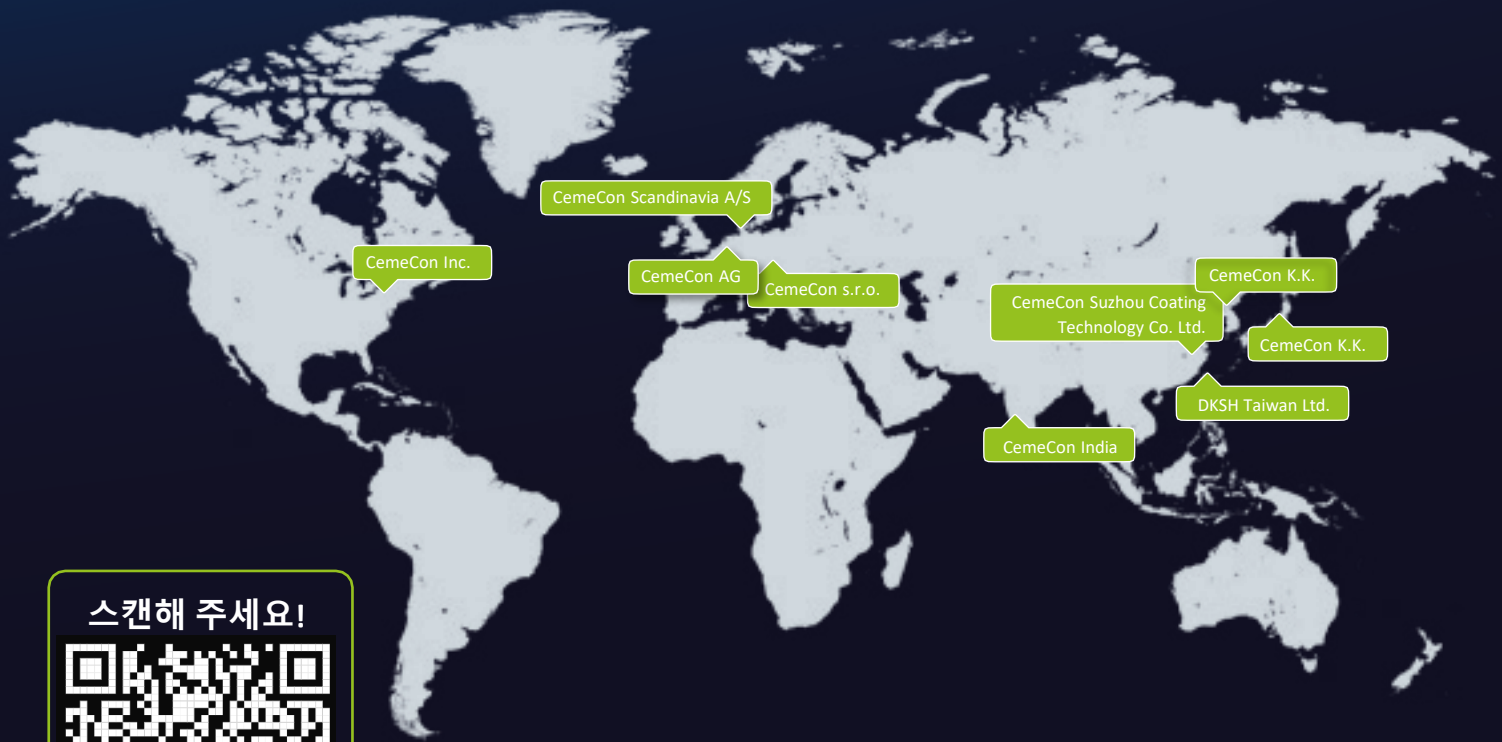 CemeCon Scandinavia A/S
CemeCon Inc.
CemeCon AG
CemeCon s.r.o.
CemeCon K.K.
CemeCon Suzhou Coating
Technology Co. Ltd.
CemeCon K.K.
DKSH Taiwan Ltd.
CemeCon India
스캔해 주세요!